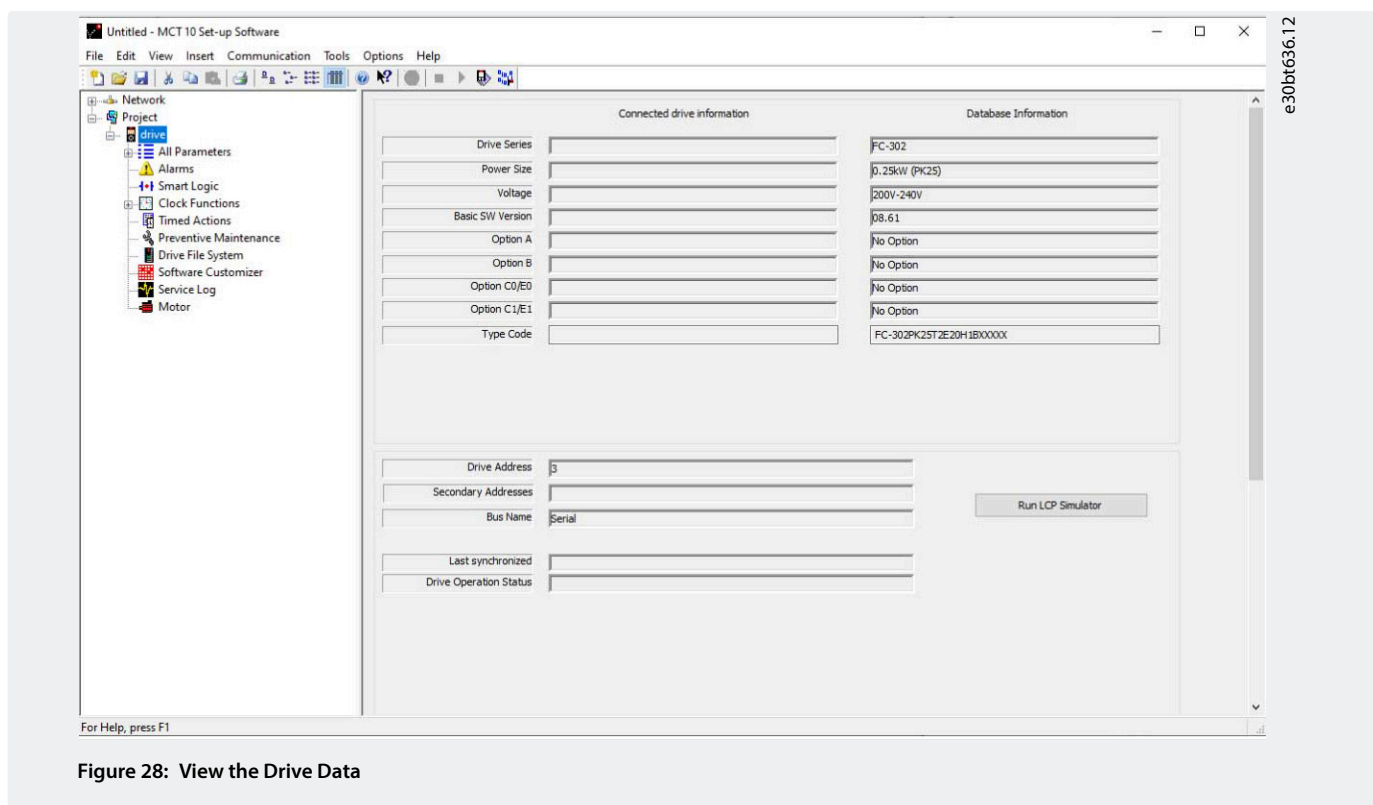 Untitled - MCT 10 Set-up Software
File Edit View Insert Communication Tools Options Help
e30bt636.12
Network
Project
drive
All Parameters
Alarms
Smart Logic
Clock Functions
Timed Actions
Preventive Maintenance
Drive File System
Software Customizer
Service Log
Motor
Connected drive information Database Information
Drive Series FC-302
Power Size 0.25kW (PK25)
Voltage 200V-240V
Basic SW Version 08.61
Option A No Option
Option B No Option
Option C0/E0 No Option
Option C1/E1 No Option
Type Code FC-302PK25T2E20H1BXXXXX
Drive Address 3
Secondary Addresses
Run LCP Simulator
Bus Name Serial
Last synchronized
Drive Operation Status
For Help, press F1
Figure 28: View the Drive Data